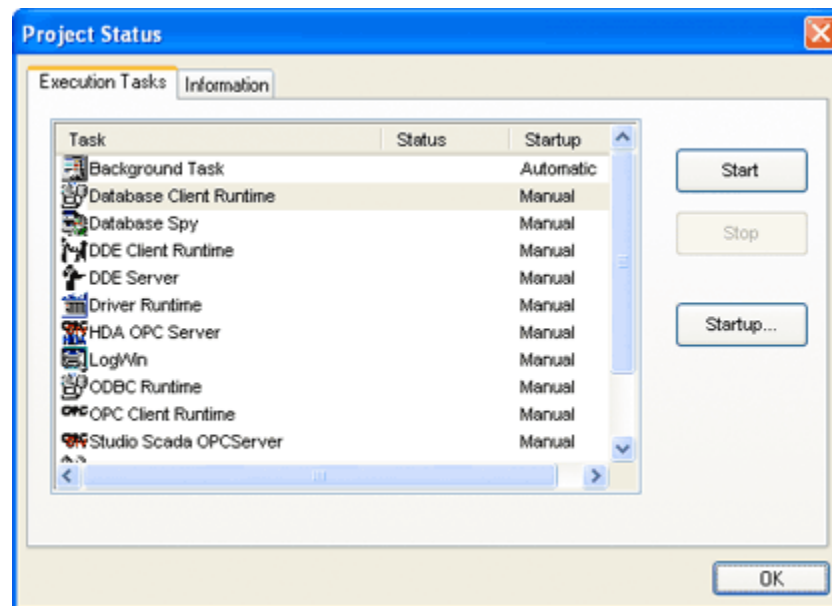 Project Status
Execution Tasks Information
Task Status Startup
Background Task Automatic
Database Client Runtime Manual
Database Spy Manual
DDE Client Runtime Manual
DDE Server Manual
Driver Runtime Manual
HDA OPC Server Manual
LogWin Manual
ODBC Runtime Manual
OPC Client Runtime Manual
Studio Scada OPCServer Manual
Start
Stop
Startup...
OK